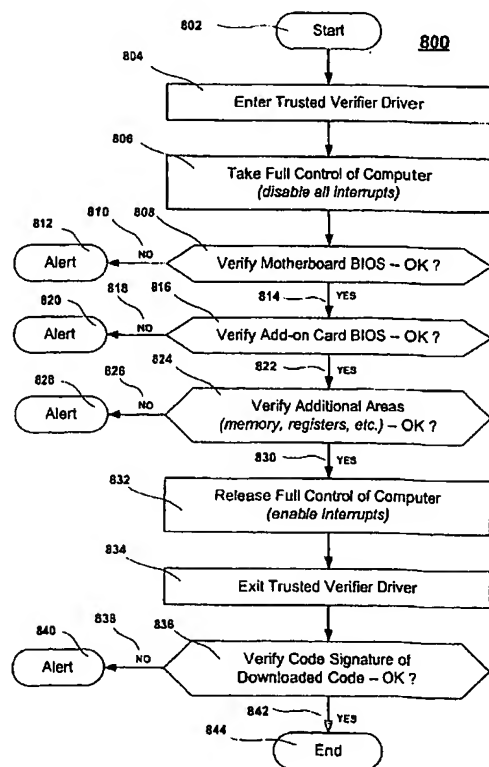 802
Start
800
804
Enter Trusted Verifier Driver
806
Take Full Control of Computer
(disable all interrupts)
812
810
808
Alert
NO
Verify Motherboard BIOS – OK ?
814
YES
820
818
816
Alert
NO
Verify Add-on Card BIOS – OK ?
822
YES
824
828
826
Alert
NO
Verify Additional Areas
(memory, registers, etc.) – OK ?
830
YES
832
Release Full Control of Computer
(enable interrupts)
834
Exit Trusted Verifier Driver
840
838
836
Alert
NO
Verify Code Signature of
Downloaded Code – OK ?
842
YES
844
End